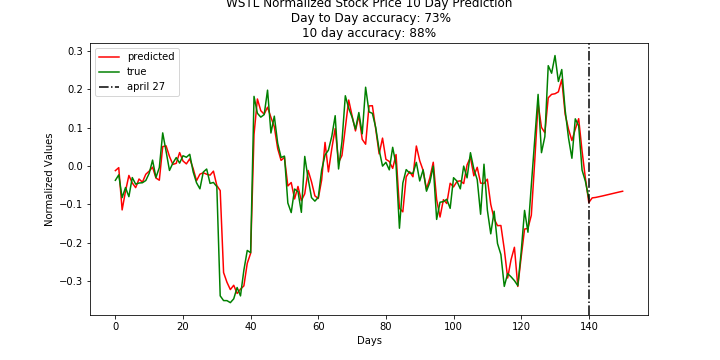 WSTL Normalized Stock Price 10 Day Prediction
Day to Day accuracy: 73%
10 day accuracy: 88%
predicted
true
april 27
Normalized Values
0.3
0.2
0.1
0.0
−0.1
−0.2
−0.3
0 20 40 60 80 100 120 140
Days